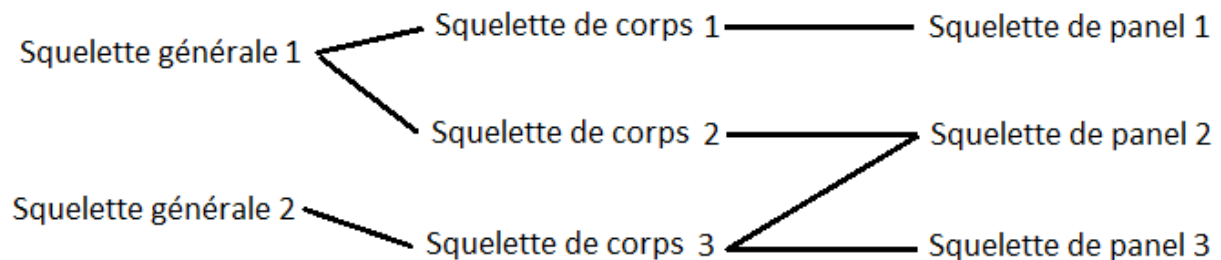 Squelette de corps 1
Squelette de panel 1
Squelette générale 1
Squelette de corps 2
Squelette de panel 2
Squelette générale 2
Squelette de corps 3
Squelette de panel 3